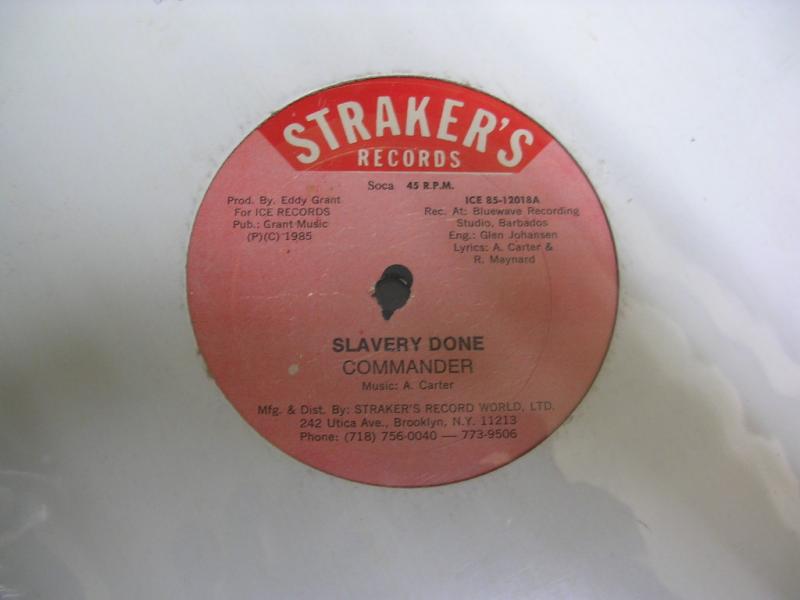 STRAKER'S
RECORDS
Soca 45 R.P.M.
Prod. By. Eddy Grant
For ICE RECORDS
Pub.: Grant Music
(P)(C) 1985
ICE 85-12018A
Rec. At: Bluewave Recording
Studio, Barbados
Eng.: Glen Johansen
Lyrics: A. Carter &
R. Maynard
SLAVERY DONE
COMMANDER
Music: A. Carter
Mfg. & Dist. By: STRAKER'S RECORD WORLD, LTD.
242 Utica Ave., Brooklyn, N.Y. 11213
Phone: (718) 756-0040 — 773-9506